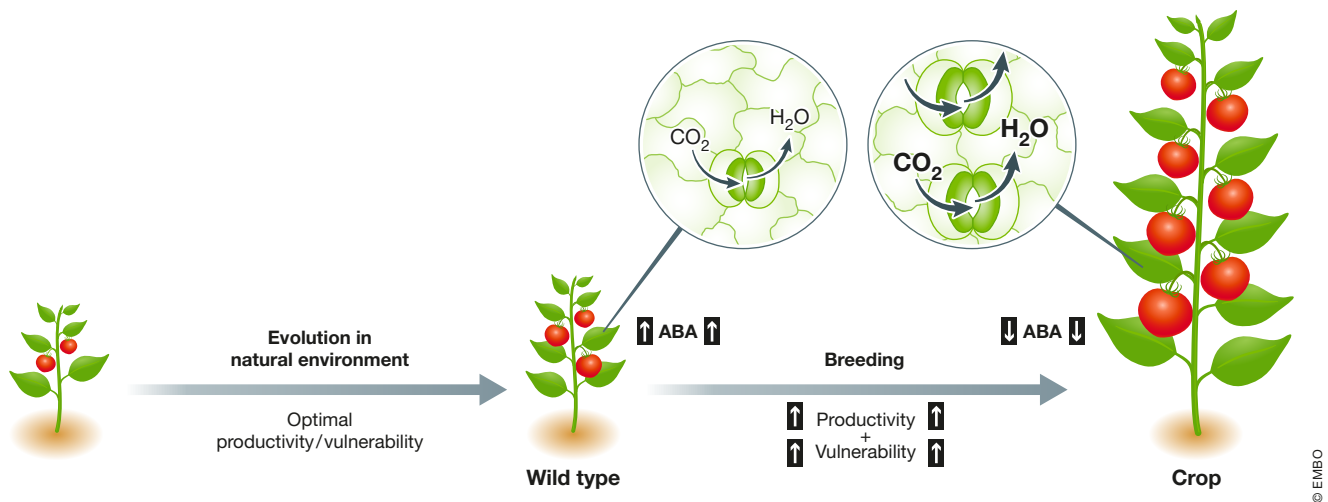 CO₂
H₂O
CO₂
H₂O
Evolution in
natural environment
Optimal
productivity/vulnerability
Wild type
↑ ABA ↑
Breeding
↑ Productivity ↑
+
↑ Vulnerability ↑
↓ ABA ↓
Crop
© EMBO